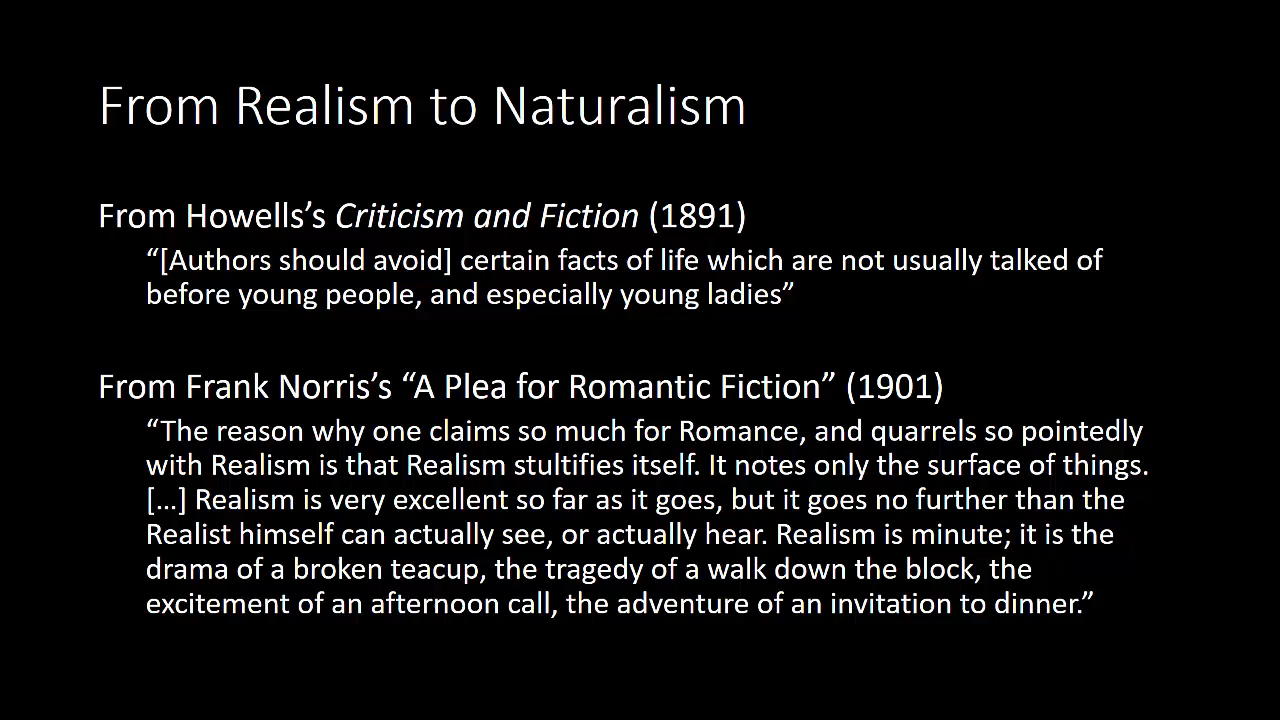 From Realism to Naturalism
From Howells’s Criticism and Fiction (1891)
“[Authors should avoid] certain facts of life which are not usually talked of
before young people, and especially young ladies”
From Frank Norris’s “A Plea for Romantic Fiction” (1901)
“The reason why one claims so much for Romance, and quarrels so pointedly
with Realism is that Realism stultifies itself. It notes only the surface of things.
[…] Realism is very excellent so far as it goes, but it goes no further than the
Realist himself can actually see, or actually hear. Realism is minute; it is the
drama of a broken teacup, the tragedy of a walk down the block, the
excitement of an afternoon call, the adventure of an invitation to dinner.”